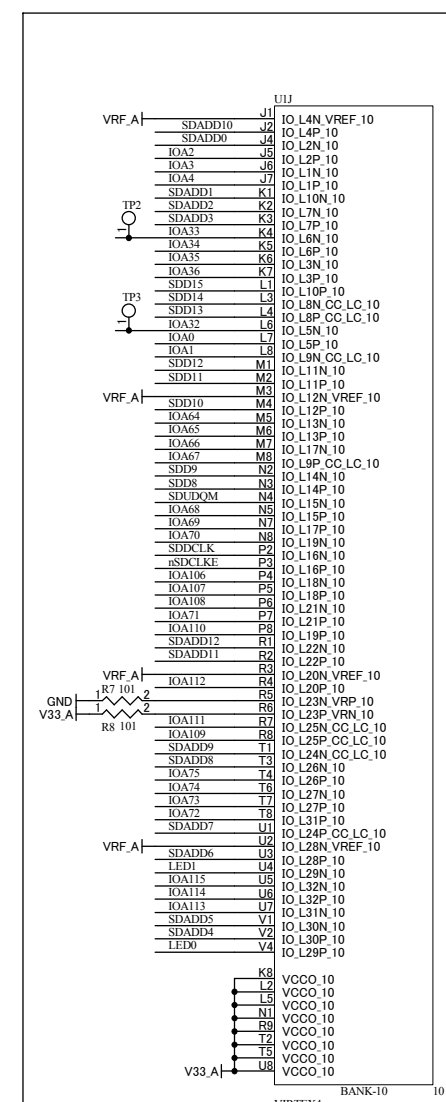 U1J
VRF_A J1 IO_L4N_VREF_10
SDADD10 J2 IO_L4P_10
SDADD0 J4 IO_L2N_10
IOA2 J5 IO_L2P_10
IOA3 J6 IO_L1N_10
IOA4 J7 IO_L1P_10
SDADD1 K1 IO_L10N_10
SDADD2 K2 IO_L7N_10
TP2
SDADD3 K3 IO_L7P_10
1 IOA33 K4 IO_L6N_10
IOA34 K5 IO_L6P_10
IOA35 K6 IO_L3N_10
IOA36 K7 IO_L3P_10
SDD15 L1 IO_L10P_10
TP3
SDD14 L3 IO_L8N_CC_LC_10
SDD13 L4 IO_L8P_CC_LC_10
1 IOA32 L6 IO_L5N_10
IOA0 L7 IO_L5P_10
IOA1 L8 IO_L9N_CC_LC_10
SDD12 M1 IO_L11N_10
SDD11 M2 IO_L11P_10
VRF_A M3 IO_L12N_VREF_10
SDD10 M4 IO_L12P_10
IOA64 M5 IO_L13N_10
IOA65 M6 IO_L13P_10
IOA66 M7 IO_L17N_10
IOA67 M8 IO_L9P_CC_LC_10
SDD9 N2 IO_L14N_10
SDD8 N3 IO_L14P_10
SDUDQM N4 IO_L15N_10
IOA68 N5 IO_L15P_10
IOA69 N7 IO_L17P_10
IOA70 N8 IO_L19N_10
SDDCLK P2 IO_L16N_10
nSDCLKE P3 IO_L16P_10
IOA106 P4 IO_L18N_10
IOA107 P5 IO_L18P_10
IOA108 P6 IO_L21N_10
IOA71 P7 IO_L21P_10
IOA110 P8 IO_L19P_10
SDADD12 R1 IO_L22N_10
SDADD11 R2 IO_L22P_10
VRF_A R3 IO_L20N_VREF_10
IOA112 R4 IO_L20P_10
GND 1 R7 101 2 R5 IO_L23N_VRP_10
V33_A 1 R8 101 2 R6 IO_L23P_VRN_10
IOA111 R7 IO_L25N_CC_LC_10
IOA109 R8 IO_L25P_CC_LC_10
SDADD9 T1 IO_L24N_CC_LC_10
SDADD8 T3 IO_L26N_10
IOA75 T4 IO_L26P_10
IOA74 T6 IO_L27N_10
IOA73 T7 IO_L27P_10
IOA72 T8 IO_L31P_10
SDADD7 U1 IO_L24P_CC_LC_10
VRF_A U2 IO_L28N_VREF_10
SDADD6 U3 IO_L28P_10
LED1 U4 IO_L29N_10
IOA115 U5 IO_L32N_10
IOA114 U6 IO_L32P_10
IOA113 U7 IO_L31N_10
SDADD5 V1 IO_L30N_10
SDADD4 V2 IO_L30P_10
LED0 V4 IO_L29P_10
K8 VCCO_10
L2 VCCO_10
L5 VCCO_10
N1 VCCO_10
R9 VCCO_10
T2 VCCO_10
T5 VCCO_10
V33_A U8 VCCO_10
BANK-10 10
VIRTEX4